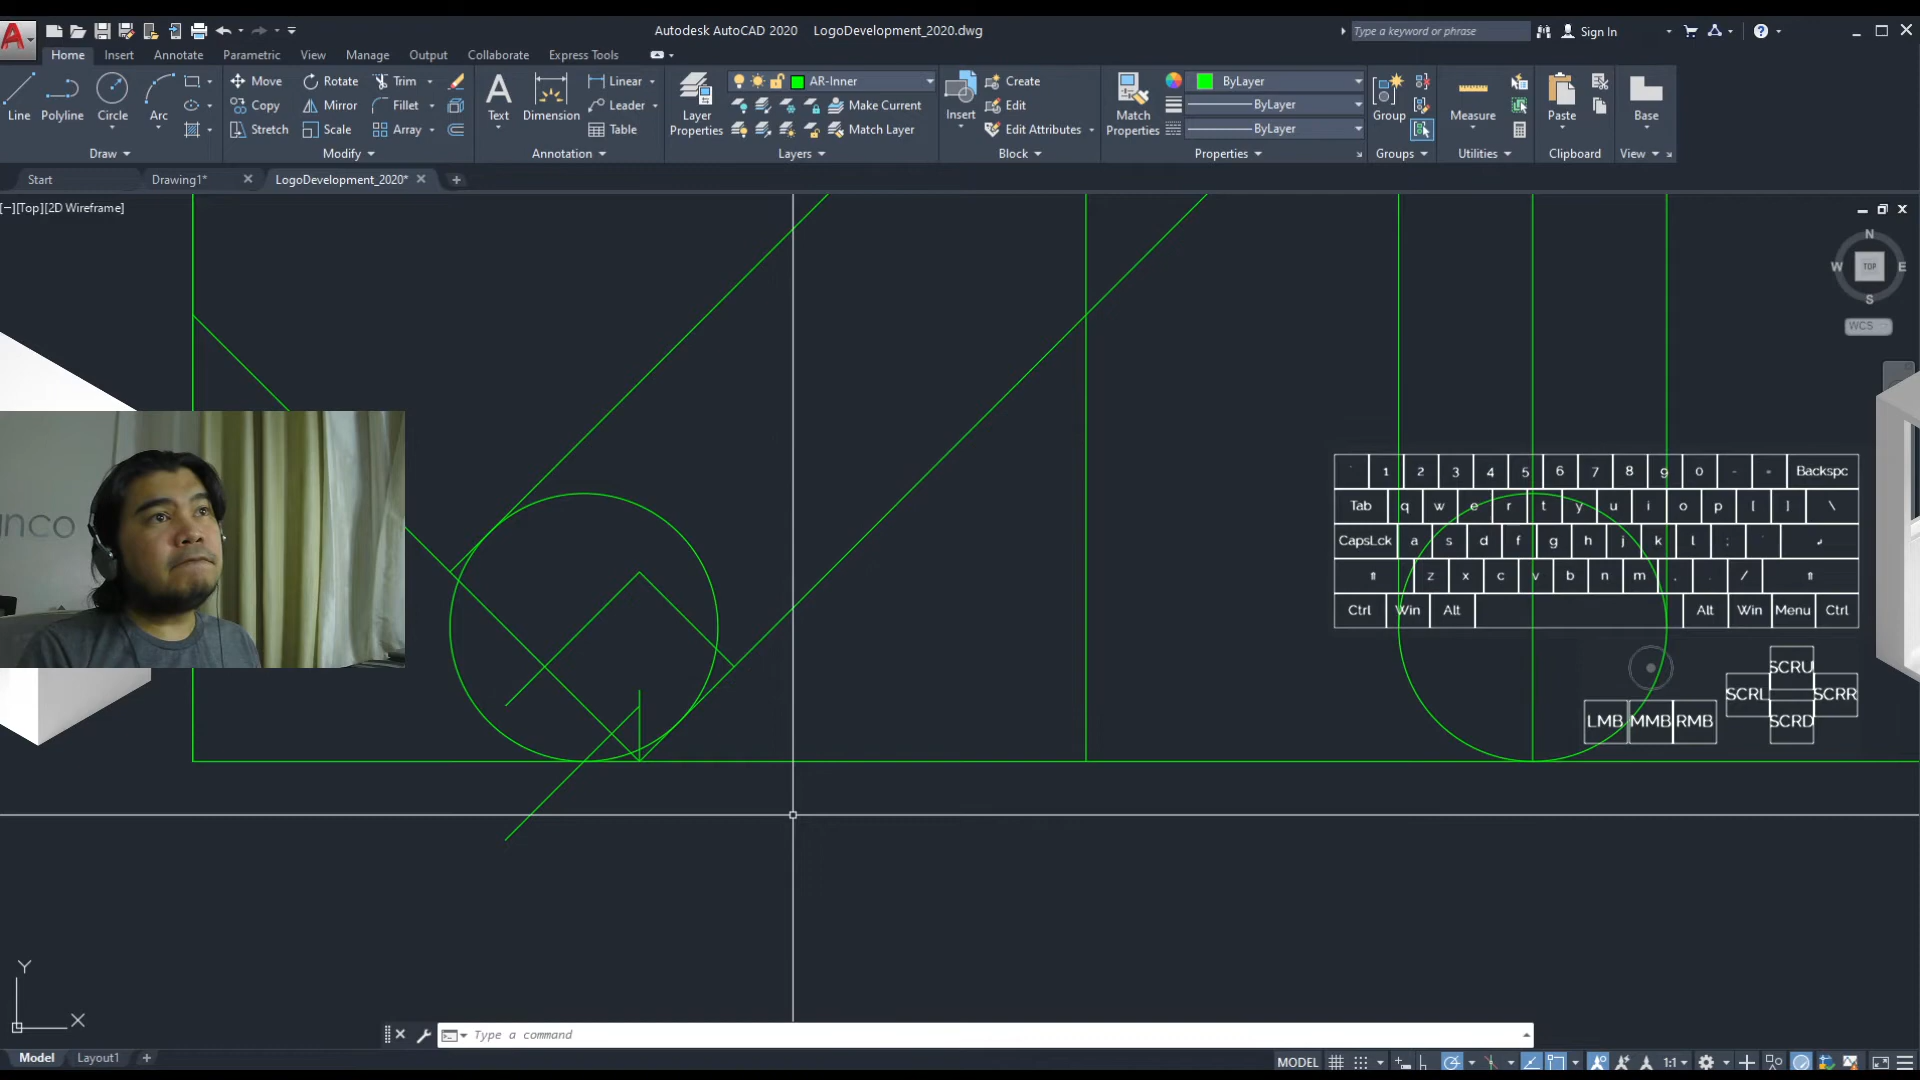 Autodesk AutoCAD 2020 LogoDevelopment_2020.dwg
Type a keyword or phrase
Sign In
Home Insert Annotate Parametric View Manage Output Collaborate Express Tools
Line Polyline Circle Arc
Move Rotate Trim
Copy Mirror Fillet
Stretch Scale Array
Text Dimension
Linear
Leader
Table
Layer Properties
AR-Inner
Make Current
Match Layer
Insert
Create
Edit
Edit Attributes
Match Properties
ByLayer
ByLayer
ByLayer
Group
Measure
Paste
Base
Draw Modify Annotation Layers Block Properties Groups Utilities Clipboard View
Start Drawing1* LogoDevelopment_2020*
[−][Top][2D Wireframe]
N
W TOP E
S
WCS
nco
` 1 2 3 4 5 6 7 8 9 0 - = Backspc
Tab q w e r t y u i o p [ ] \
CapsLck a s d f g h j k l ; '
z x c v b n m , . /
Ctrl Win Alt Alt Win Menu Ctrl
SCRU
SCRL SCRR
LMB MMB RMB SCRD
Y
X
Type a command
Model Layout1
MODEL 1:1